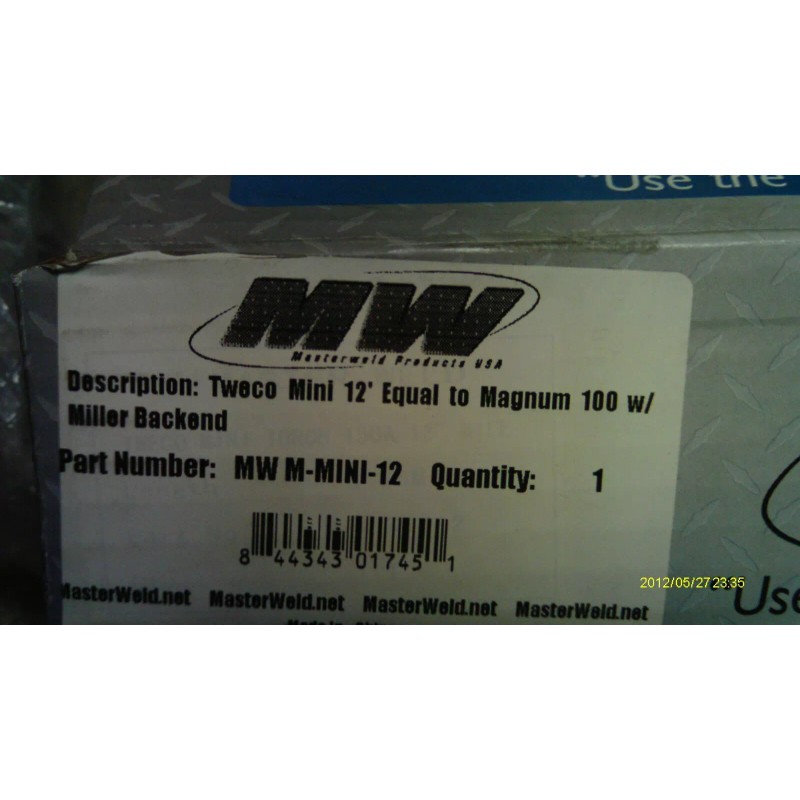 "Use the
MW
Masterweld Products USA
Description: Tweco Mini 12' Equal to Magnum 100 w/
Miller Backend
Part Number: MW M-MINI-12 Quantity: 1
8 44343 01745 1
MasterWeld.net MasterWeld.net MasterWeld.net MasterWeld.net
2012/05/27 23:35
"Use
Made in